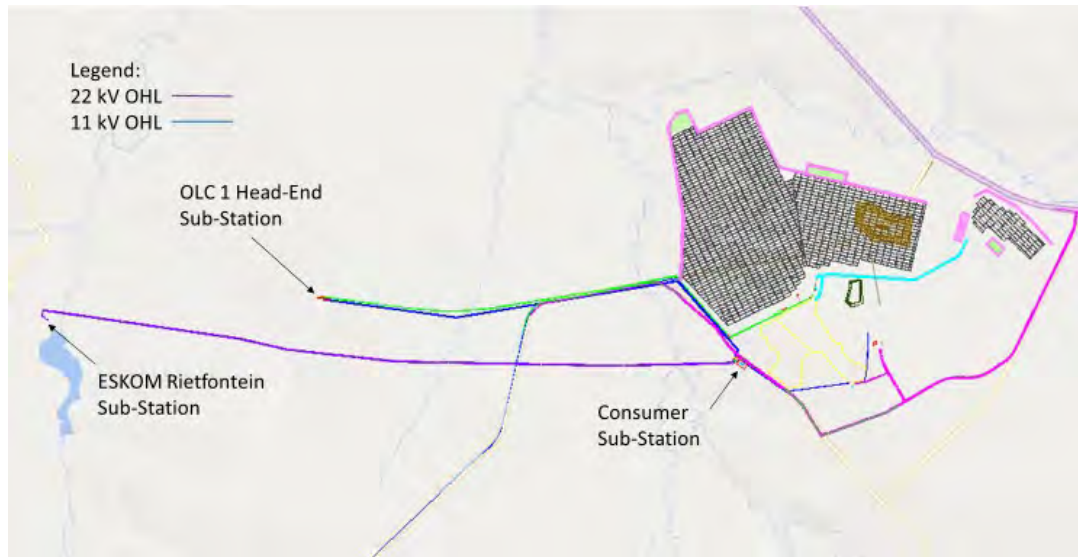 Legend:
22 kV OHL
11 kV OHL
OLC 1 Head-End
Sub-Station
ESKOM Rietfontein
Sub-Station
Consumer
Sub-Station